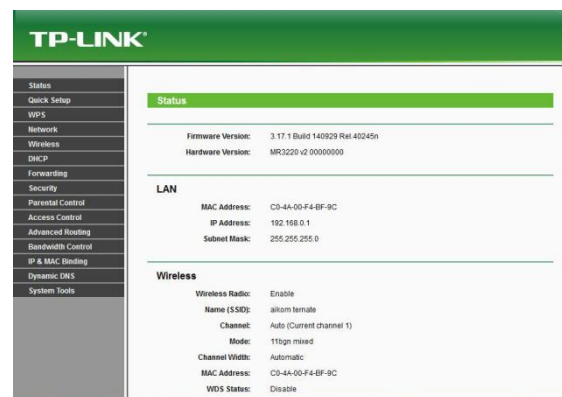 TP-LINK®
Status
Quick Setup
WPS
Network
Wireless
DHCP
Forwarding
Security
Parental Control
Access Control
Advanced Routing
Bandwidth Control
IP & MAC Binding
Dynamic DNS
System Tools
Status
Firmware Version: 3.17.1 Build 140929 Rel.40245n
Hardware Version: MR3220 v2 00000000
LAN
MAC Address: C0-4A-00-F4-BF-9C
IP Address: 192.168.0.1
Subnet Mask: 255.255.255.0
Wireless
Wireless Radio: Enable
Name (SSID): aikom ternate
Channel: Auto (Current channel 1)
Mode: 11bgn mixed
Channel Width: Automatic
MAC Address: C0-4A-00-F4-BF-9C
WDS Status: Disable